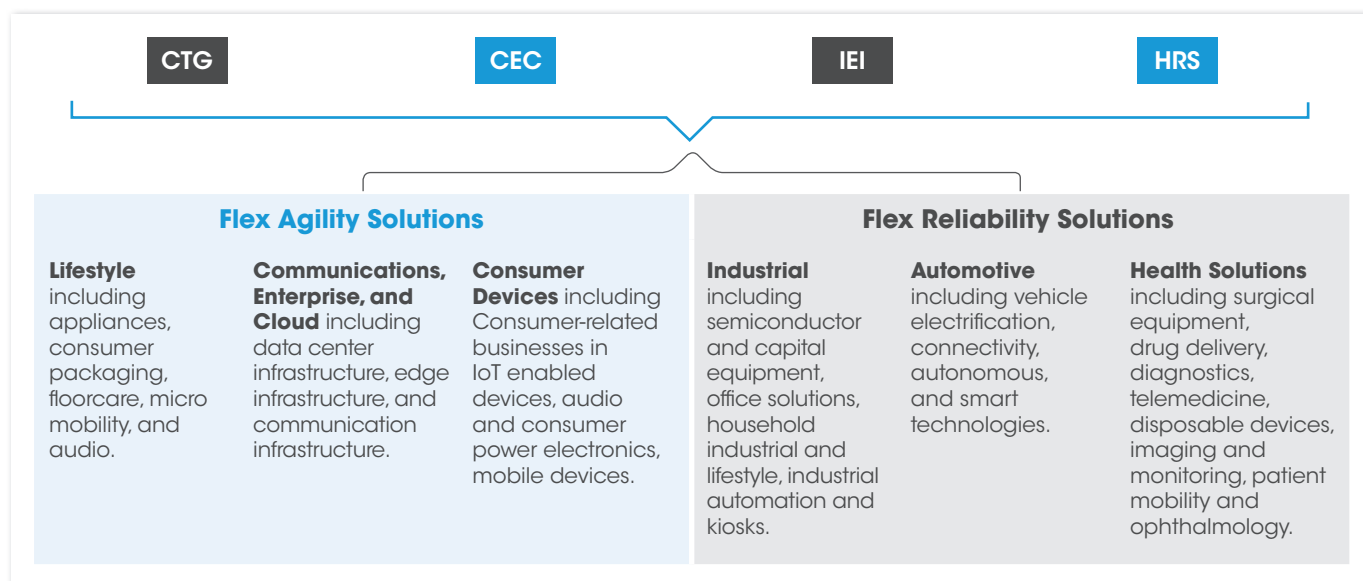 CTG
CEC
IEI
HRS
Flex Agility Solutions
Lifestyle
including
appliances,
consumer
packaging,
floorcare, micro
mobility, and
audio.
Communications,
Enterprise, and
Cloud including
data center
infrastructure, edge
infrastructure, and
communication
infrastructure.
Consumer
Devices including
Consumer-related
businesses in
IoT enabled
devices, audio
and consumer
power electronics,
mobile devices.
Flex Reliability Solutions
Industrial
including
semiconductor
and capital
equipment,
office solutions,
household
industrial and
lifestyle, industrial
automation and
kiosks.
Automotive
including vehicle
electrification,
connectivity,
autonomous,
and smart
technologies.
Health Solutions
including surgical
equipment,
drug delivery,
diagnostics,
telemedicine,
disposable devices,
imaging and
monitoring, patient
mobility and
ophthalmology.